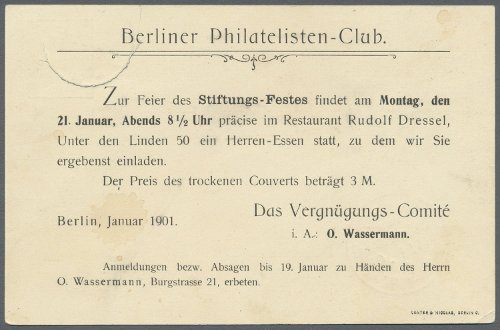 Berliner Philatelisten-Club.
Zur Feier des Stiftungs-Festes findet am Montag, den
21. Januar, Abends 8 1/2 Uhr präcise im Restaurant Rudolf Dressel,
Unter den Linden 50 ein Herren-Essen statt, zu dem wir Sie
ergebenst einladen.
Der Preis des trockenen Couverts beträgt 3 M.
Das Vergnügungs-Comité
Berlin, Januar 1901.
i. A.: O. Wassermann.
Anmeldungen bezw. Absagen bis 19. Januar zu Händen des Herrn
O. Wassermann, Burgstrasse 21, erbeten.
BERLIN C.